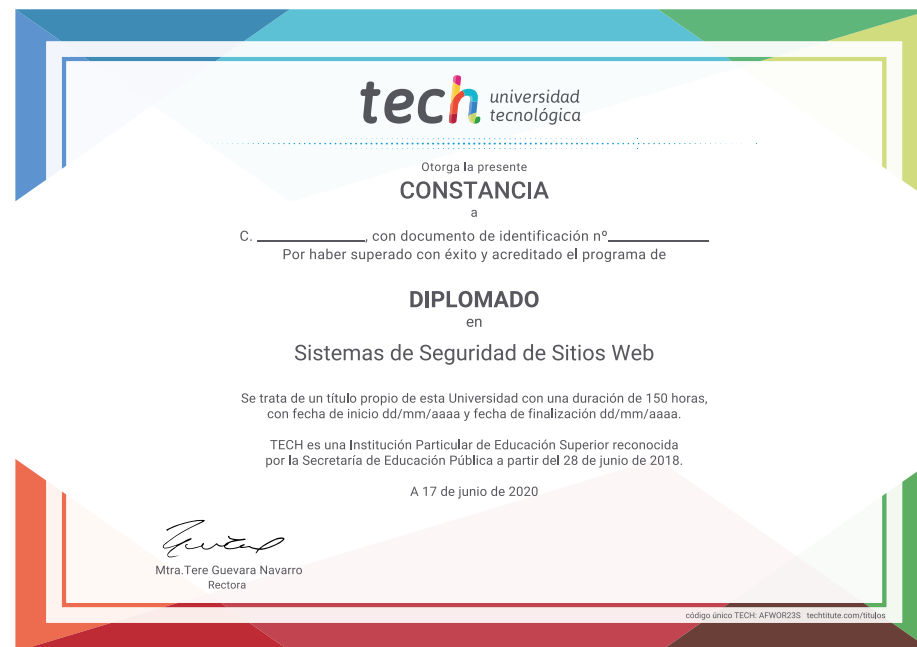 tech universidad
tecnológica
Otorga la presente
CONSTANCIA
a
C. ______________, con documento de identificación nº_____________
Por haber superado con éxito y acreditado el programa de
DIPLOMADO
en
Sistemas de Seguridad de Sitios Web
Se trata de un título propio de esta Universidad con una duración de 150 horas,
con fecha de inicio dd/mm/aaaa y fecha de finalización dd/mm/aaaa.
TECH es una Institución Particular de Educación Superior reconocida
por la Secretaría de Educación Pública a partir del 28 de junio de 2018.
A 17 de junio de 2020
Mtra.Tere Guevara Navarro
Rectora
código único TECH: AFWOR23S techtitute.com/titulos